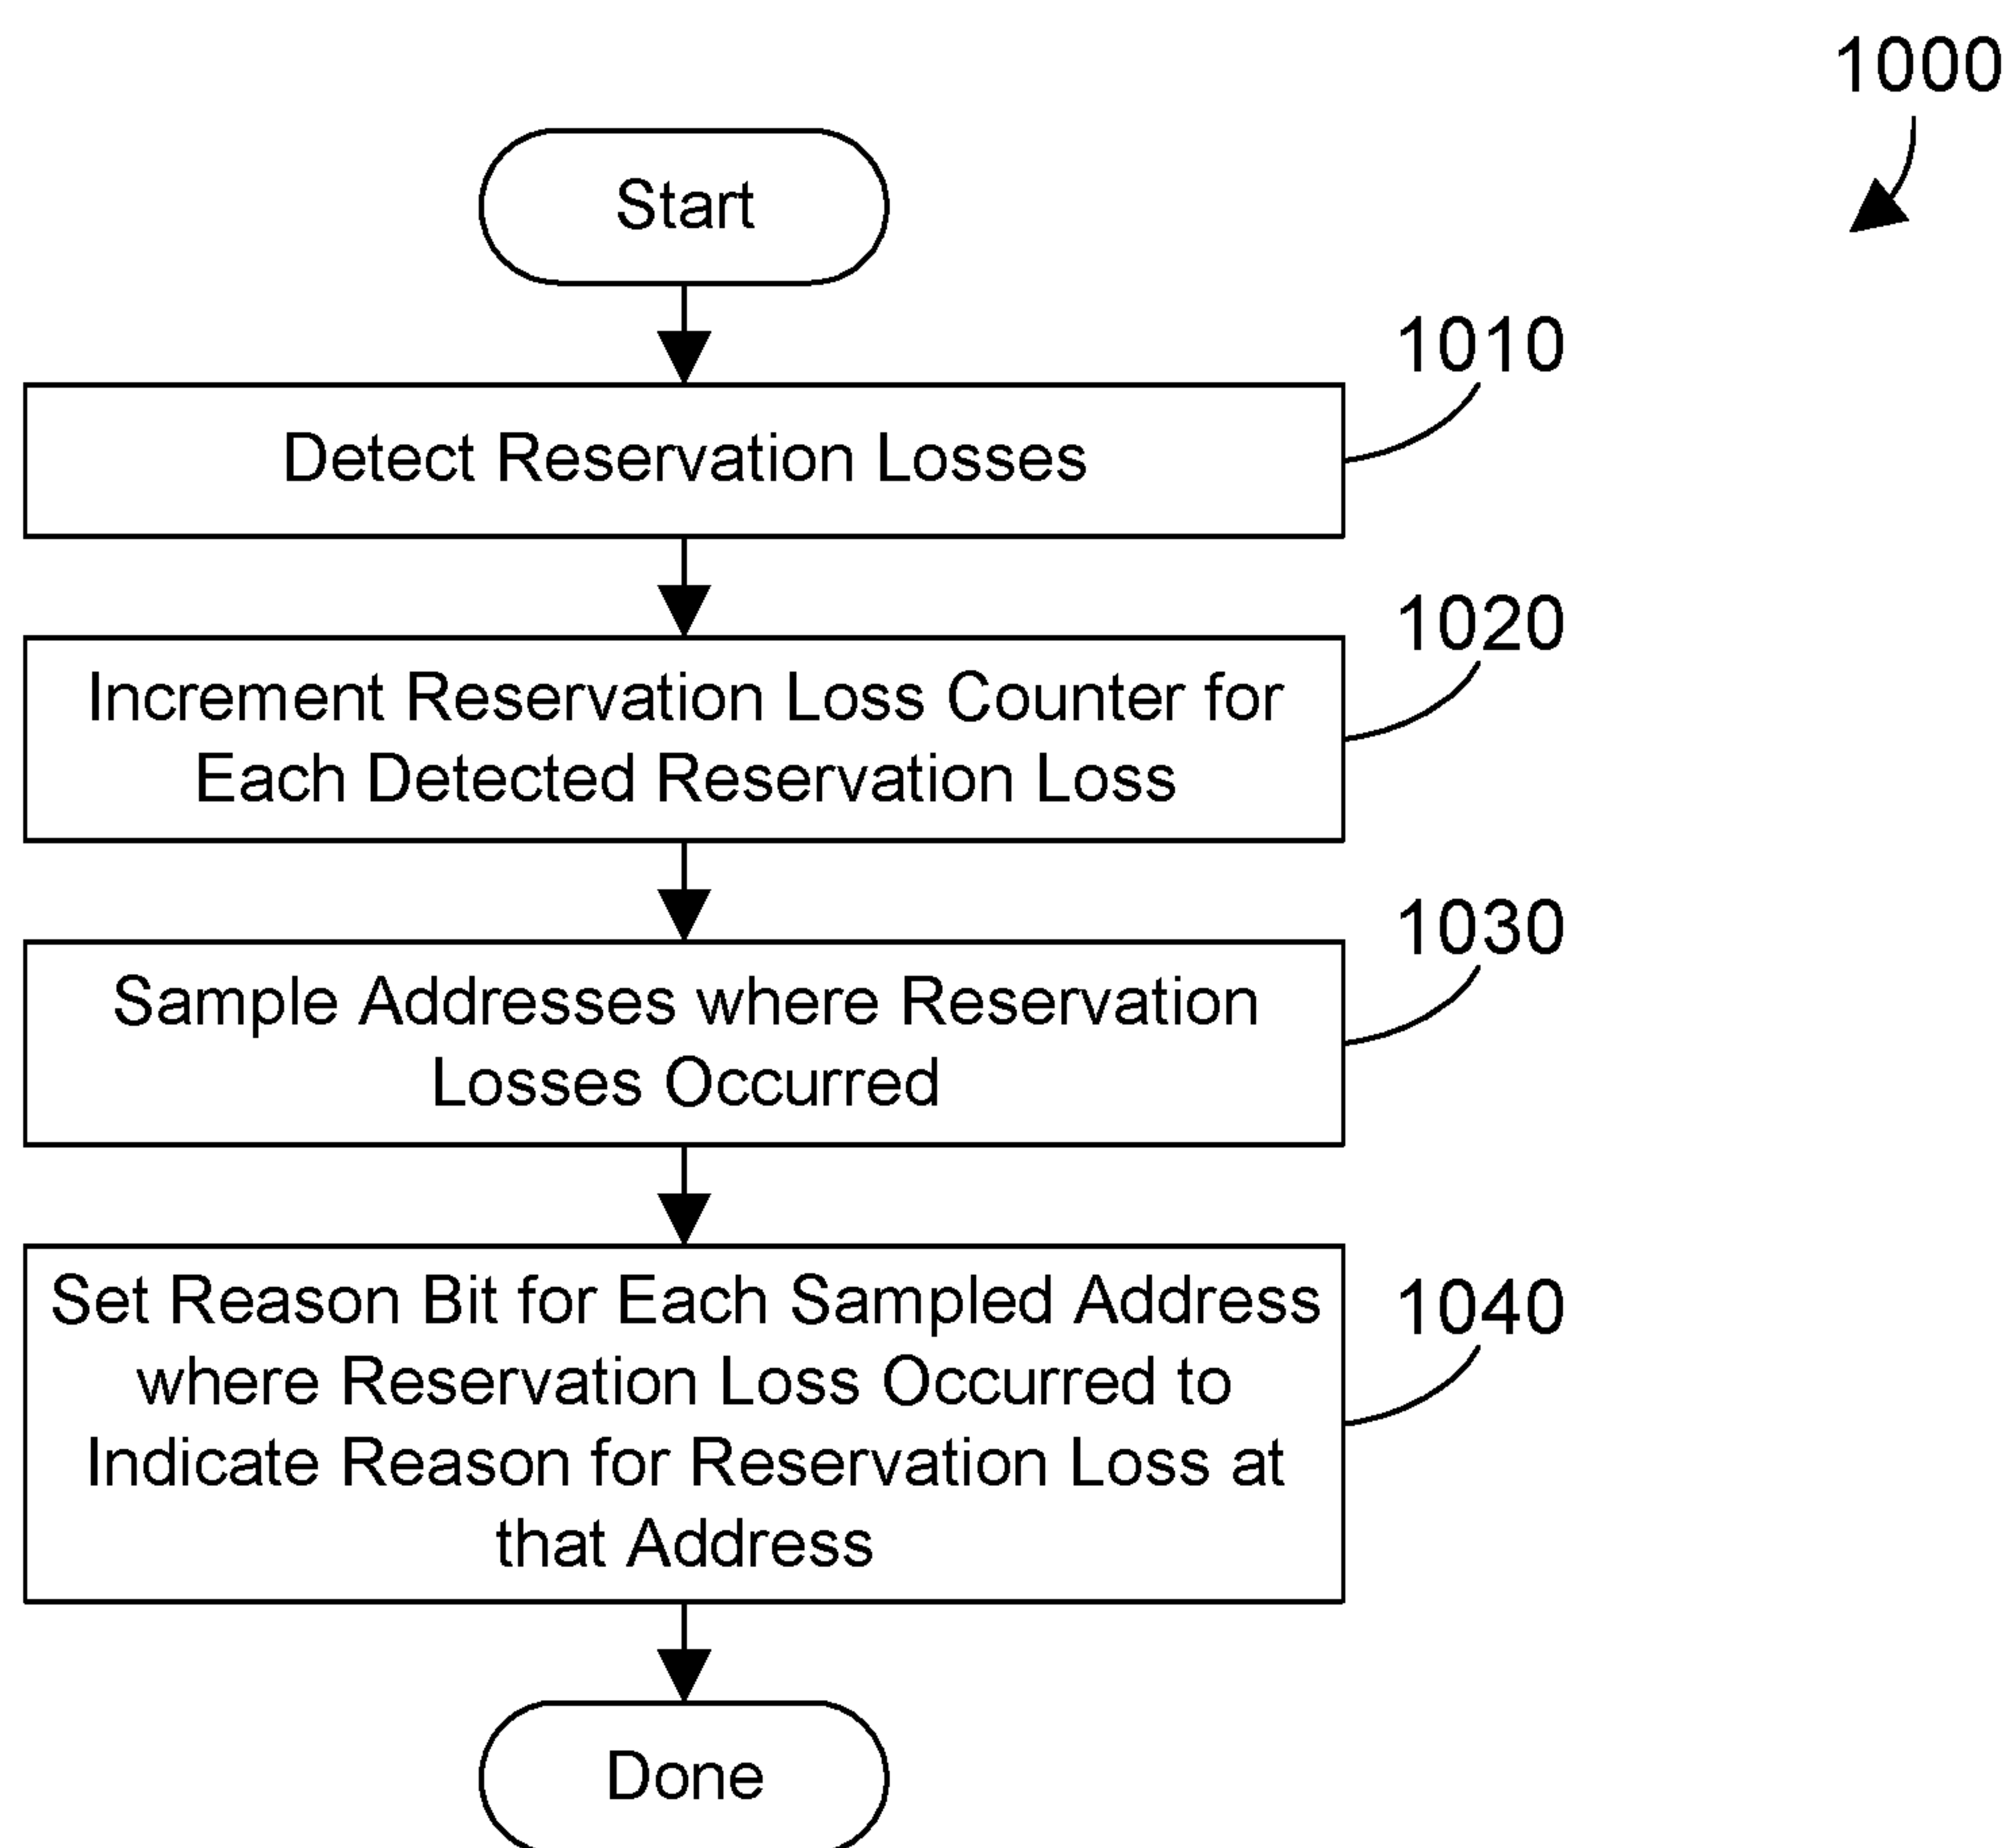 1000
Start
1010
Detect Reservation Losses
1020
Increment Reservation Loss Counter for
Each Detected Reservation Loss
1030
Sample Addresses where Reservation
Losses Occurred
1040
Set Reason Bit for Each Sampled Address
where Reservation Loss Occurred to
Indicate Reason for Reservation Loss at
that Address
Done